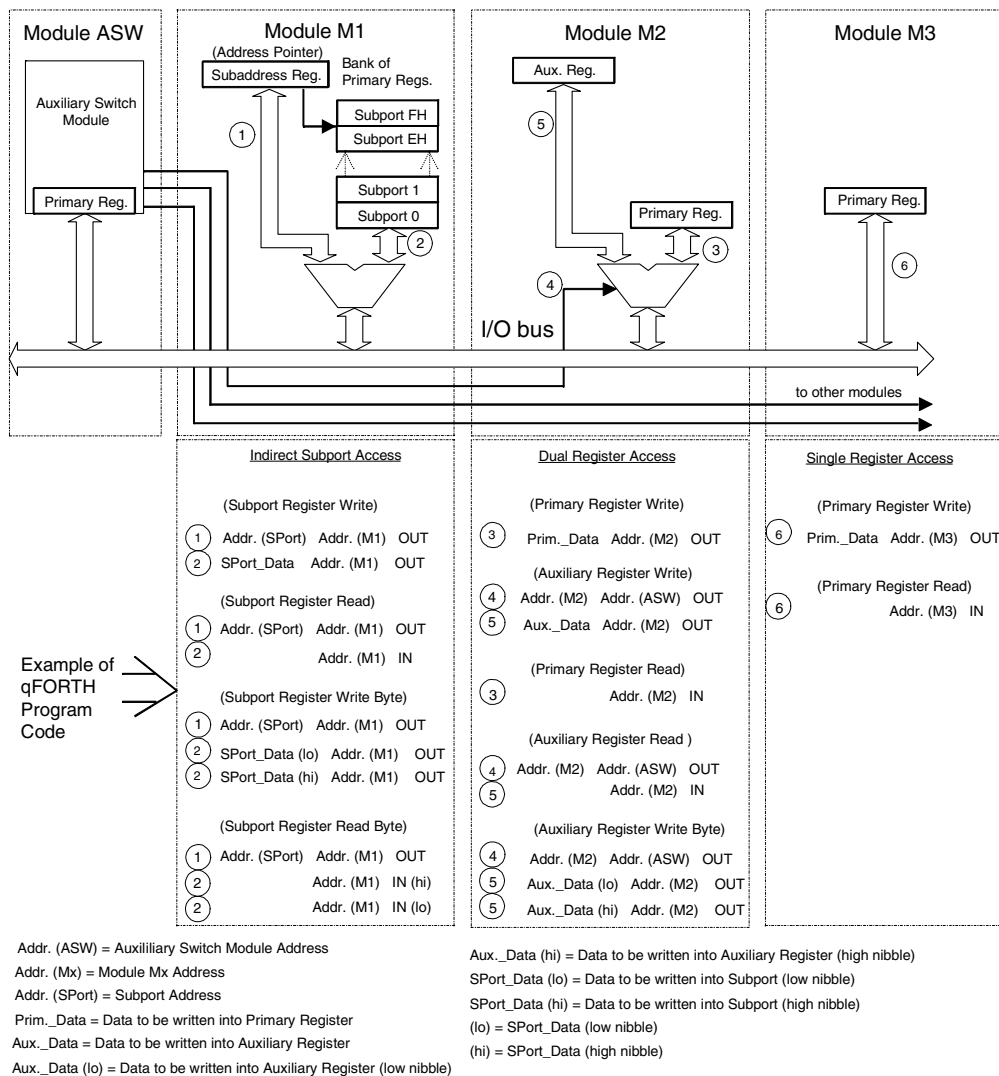 Module ASW
Module M1
Module M2
Module M3
Auxiliary Switch
Module
Primary Reg.
(Address Pointer)
Subaddress Reg.
Bank of
Primary Regs.
Subport FH
Subport EH
Subport 1
Subport 0
1
2
Aux. Reg.
5
Primary Reg.
3
4
Primary Reg.
6
I/O bus
to other modules
Example of
qFORTH
Program
Code
Indirect Subport Access
(Subport Register Write)
1 Addr. (SPort) Addr. (M1) OUT
2 SPort_Data Addr. (M1) OUT
(Subport Register Read)
1 Addr. (SPort) Addr. (M1) OUT
2 Addr. (M1) IN
(Subport Register Write Byte)
1 Addr. (SPort) Addr. (M1) OUT
2 SPort_Data (lo) Addr. (M1) OUT
2 SPort_Data (hi) Addr. (M1) OUT
(Subport Register Read Byte)
1 Addr. (SPort) Addr. (M1) OUT
2 Addr. (M1) IN (hi)
2 Addr. (M1) IN (lo)
Dual Register Access
(Primary Register Write)
3 Prim._Data Addr. (M2) OUT
(Auxiliary Register Write)
4 Addr. (M2) Addr. (ASW) OUT
5 Aux._Data Addr. (M2) OUT
(Primary Register Read)
3 Addr. (M2) IN
(Auxiliary Register Read )
4 Addr. (M2) Addr. (ASW) OUT
5 Addr. (M2) IN
(Auxiliary Register Write Byte)
4 Addr. (M2) Addr. (ASW) OUT
5 Aux._Data (lo) Addr. (M2) OUT
5 Aux._Data (hi) Addr. (M2) OUT
Single Register Access
(Primary Register Write)
6 Prim._Data Addr. (M3) OUT
(Primary Register Read)
6 Addr. (M3) IN
Addr. (ASW) = Auxililiary Switch Module Address
Addr. (Mx) = Module Mx Address
Addr. (SPort) = Subport Address
Prim._Data = Data to be written into Primary Register
Aux._Data = Data to be written into Auxiliary Register
Aux._Data (lo) = Data to be written into Auxiliary Register (low nibble)
Aux._Data (hi) = Data to be written into Auxiliary Register (high nibble)
SPort_Data (lo) = Data to be written into Subport (low nibble)
SPort_Data (hi) = Data to be written into Subport (high nibble)
(lo) = SPort_Data (low nibble)
(hi) = SPort_Data (high nibble)